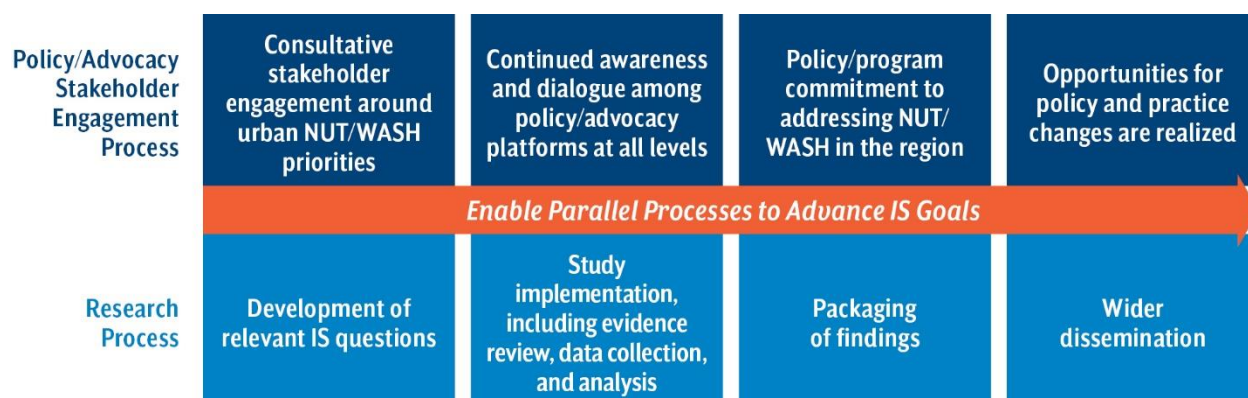 Policy/Advocacy
Stakeholder
Engagement
Process
Consultative
stakeholder
engagement around
urban NUT/WASH
priorities
Continued awareness
and dialogue among
policy/advocacy
platforms at all levels
Policy/program
commitment to
addressing NUT/
WASH in the region
Opportunities for
policy and practice
changes are realized
Enable Parallel Processes to Advance IS Goals
Research
Process
Development of
relevant IS questions
Study
implementation,
including evidence
review, data collection,
and analysis
Packaging
of findings
Wider
dissemination